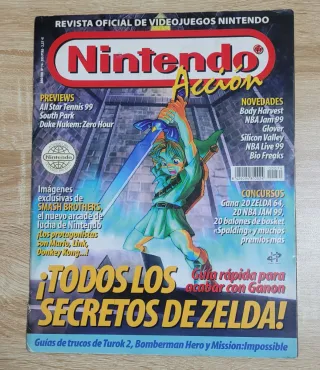 REVISTA OFICIAL DE VIDEOJUEGOS NINTENDO
Nintendo®
Acción
PREVIEWS
All Star Tennis 99
South Park
Duke Nukem: Zero Hour
NOVEDADES
Body Harvest
NBA Jam 99
Glover
Silicon Valley
NBA Live 99
Bio Freaks
Nintendo
Imágenes
exclusivas de
SMASH BROTHERS,
el nuevo arcade de
lucha de Nintendo
¡Los protagonistas
son Mario, Link,
Donkey Kong...!
CONCURSOS
Gana 20 ZELDA 64,
20 NBA JAM 99,
20 balones de basket
«Spalding» y muchos
premios más
Guía rápida para
acabar con Ganon
¡TODOS LOS
SECRETOS DE ZELDA!
Guías de trucos de Turok 2, Bomberman Hero y Mission:Impossible